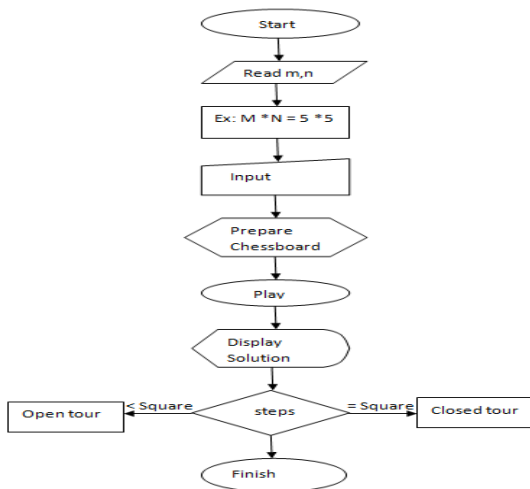 Start
Read m,n
Ex: M *N = 5 *5
Input
Prepare
Chessboard
Play
Display
Solution
< Square
steps
= Square
Open tour
Closed tour
Finish